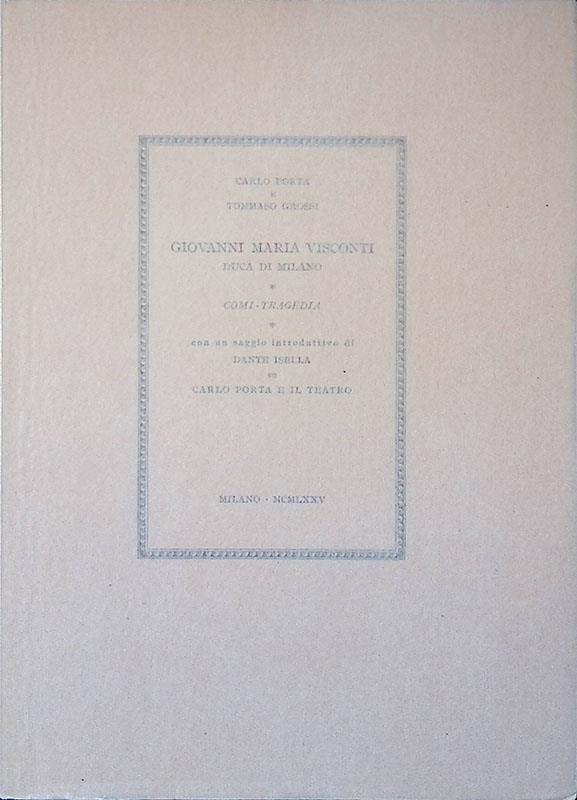 CARLO PORTA
E
TOMMASO GROSSI
GIOVANNI MARIA VISCONTI
DUCA DI MILANO
*
COMI-TRAGEDIA
*
con un saggio introduttivo di
DANTE ISELLA
su
CARLO PORTA E IL TEATRO
MILANO · MCMLXXV